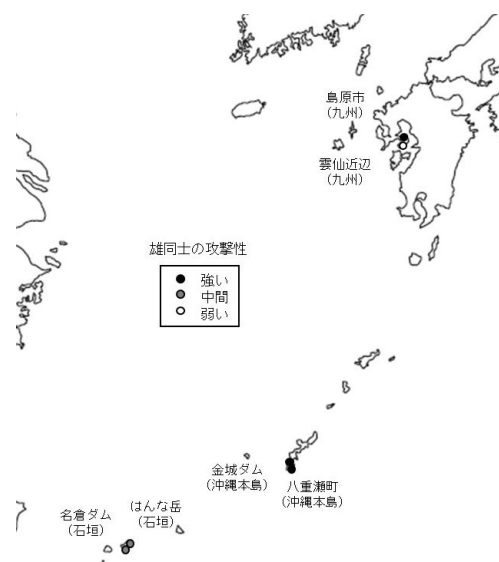 島原市
（九州）
雲仙近辺
（九州）
雄同士の攻撃性
強い
中間
弱い
金城ダム
（沖縄本島）
八重瀬町
（沖縄本島）
はんな岳
（石垣）
名倉ダム
（石垣）